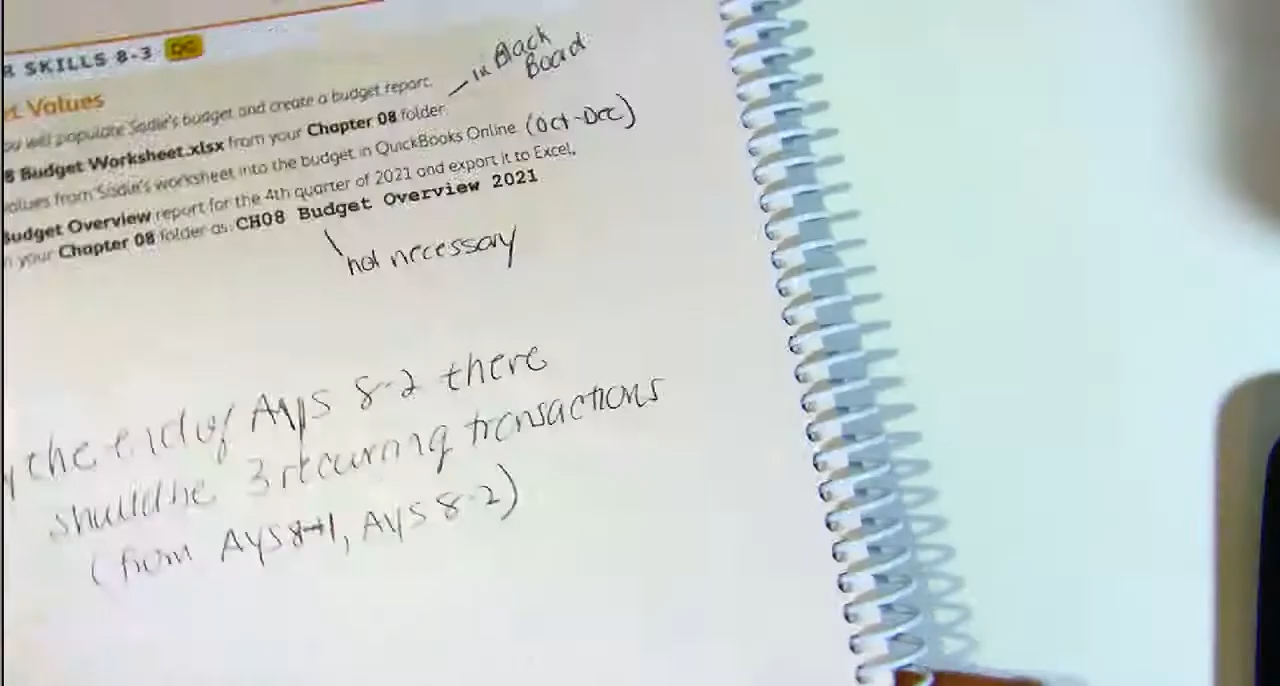 R SKILLS 8-3 DC
Values
ou will populate Sadie's budget and create a budget report.
– in Black Board
8 Budget Worksheet.xlsx from your Chapter 08 folder.
values from Sadie's worksheet into the budget in QuickBooks Online (Oct-Dec)
Budget Overview report for the 4th quarter of 2021 and export it to Excel.
n your Chapter 08 folder as: CH08 Budget Overview 2021
not necessary
y the end of AYS 8-2 there
should be 3 recurring transactions
(from AYS 8-1, AYS 8-2)